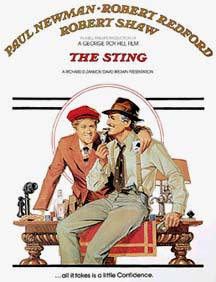 PAUL NEWMAN · ROBERT REDFORD
ROBERT SHAW
A GEORGE ROY HILL FILM
THE STING
A RICHARD D. ZANUCK/DAVID BROWN PRESENTATION
...all it takes is a little Confidence.